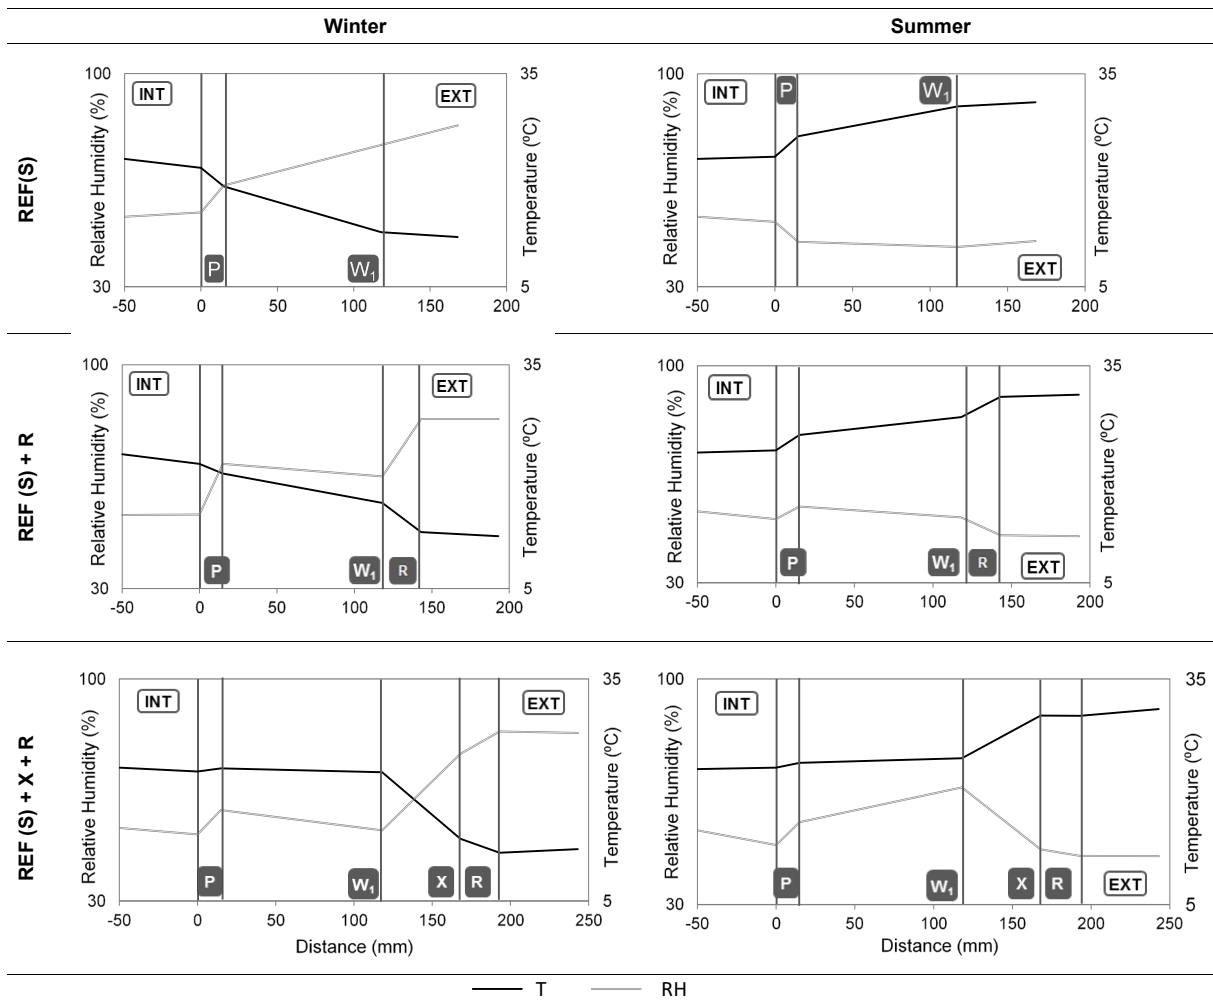 Winter Summer
REF(S)
Relative Humidity (%)
100
30
INT
EXT
P
W1
35
5
Temperature (ºC)
-50 0 50 100 150 200
Relative Humidity (%)
100
30
INT
P
W1
EXT
35
5
Temperature (ºC)
-50 0 50 100 150 200
REF (S) + R
Relative Humidity (%)
100
30
INT
EXT
P
W1
R
35
5
Temperature (ºC)
-50 0 50 100 150 200
Relative Humidity (%)
100
30
INT
P
W1
R
EXT
35
5
Temperature (ºC)
-50 0 50 100 150 200
REF (S) + X + R
Relative Humidity (%)
100
30
INT
EXT
P
W1
X
R
35
5
Temperature (ºC)
-50 0 50 100 150 200 250
Distance (mm)
Relative Humidity (%)
100
30
INT
P
W1
X
R
EXT
35
5
Temperature (ºC)
-50 0 50 100 150 200 250
Distance (mm)
T RH